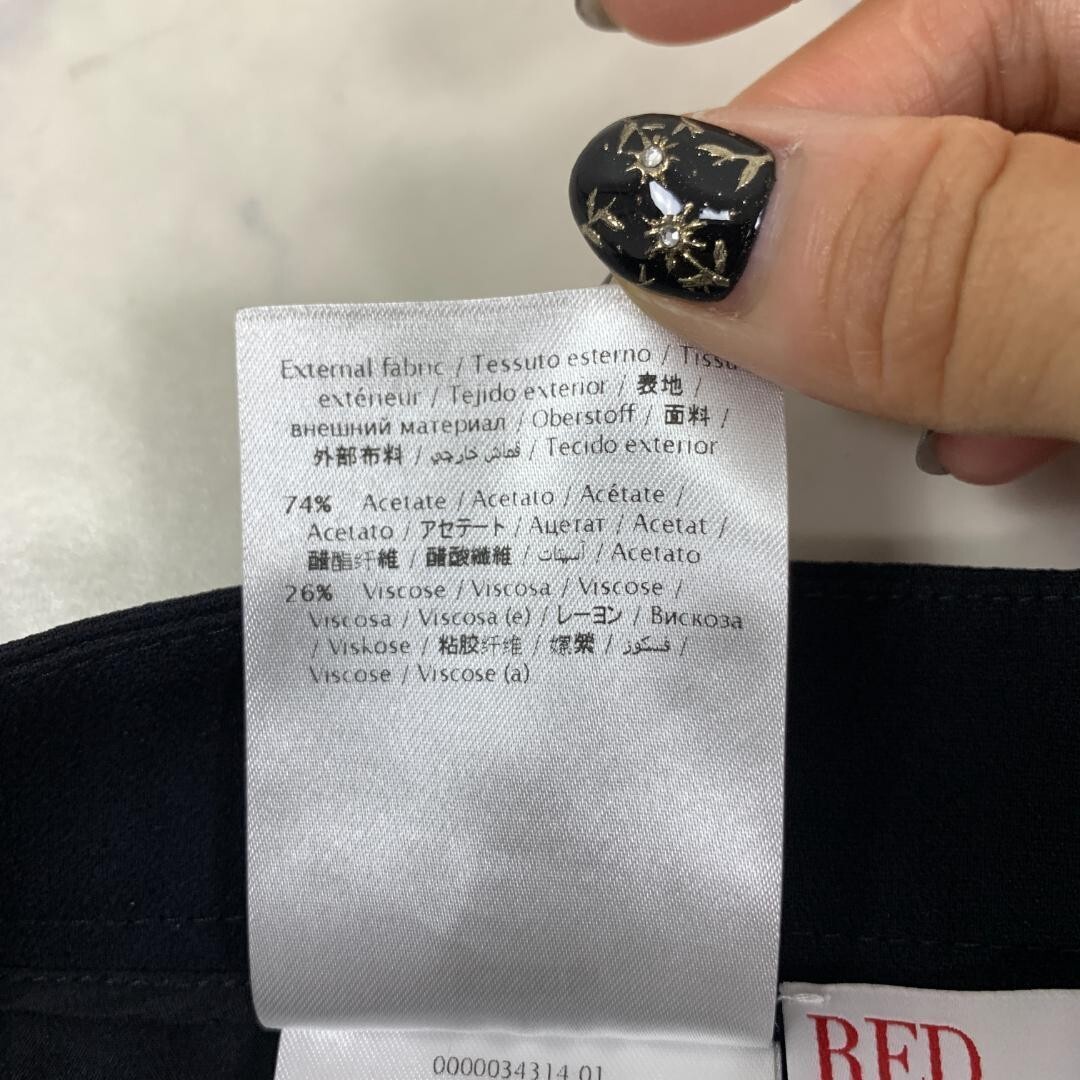 External fabric / Tessuto esterno / Tissu
extérieur / Tejido exterior / 表地 /
внешний материал / Oberstoff / 面料 /
外部布料 / قماش خارجي / Tecido exterior
74% Acetate / Acetato / Acétate /
Acetato / アセテート / Ацетат / Acetat /
醋酯纤維 / 醋酸纖維 / أسيتات / Acetato
26% Viscose / Viscosa / Viscose /
Viscosa / Viscosa (e) / レーヨン / Вискоза
/ Viskose / 粘胶纤维 / 嫘縈 / فسكوز /
Viscose / Viscose (a)
0000034314 01
RED